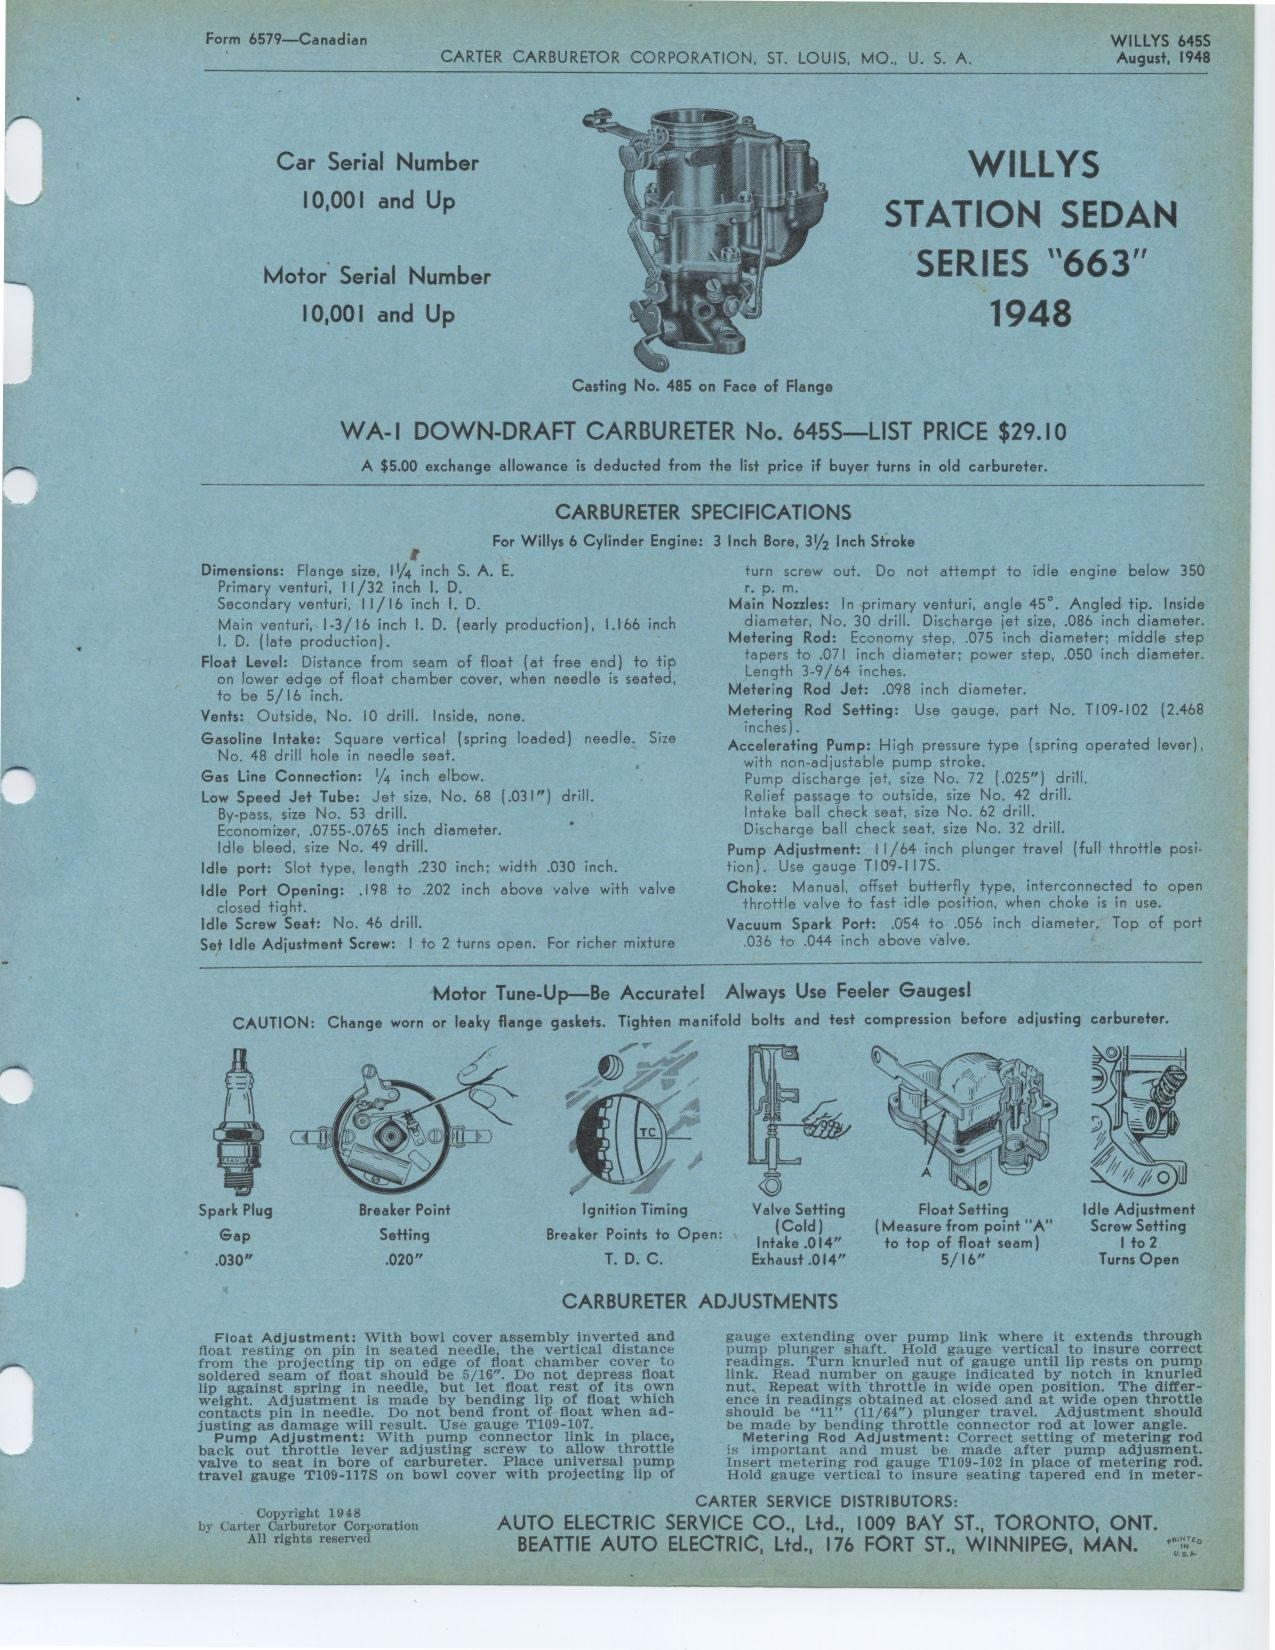 Form 6579—Canadian
WILLYS 645S
CARTER CARBURETOR CORPORATION, ST. LOUIS, MO., U. S. A.
August, 1948
Car Serial Number
10,001 and Up
Motor Serial Number
10,001 and Up
WILLYS
STATION SEDAN
SERIES "663"
1948
Casting No. 485 on Face of Flange
WA-1 DOWN-DRAFT CARBURETER No. 645S—LIST PRICE $29.10
A $5.00 exchange allowance is deducted from the list price if buyer turns in old carbureter.
CARBURETER SPECIFICATIONS
For Willys 6 Cylinder Engine: 3 Inch Bore, 3½ Inch Stroke
Dimensions: Flange size, 1¼ inch S. A. E.
Primary venturi, 11/32 inch I. D.
Secondary venturi, 11/16 inch I. D.
Main venturi, 1-3/16 inch I. D. (early production), 1.166 inch
I. D. (late production).
Float Level: Distance from seam of float (at free end) to tip
on lower edge of float chamber cover, when needle is seated,
to be 5/16 inch.
Vents: Outside, No. 10 drill. Inside, none.
Gasoline Intake: Square vertical (spring loaded) needle. Size
No. 48 drill hole in needle seat.
Gas Line Connection: ¼ inch elbow.
Low Speed Jet Tube: Jet size, No. 68 (.031") drill.
By-pass, size No. 53 drill.
Economizer, .0755-.0765 inch diameter.
Idle bleed, size No. 49 drill.
Idle port: Slot type, length .230 inch; width .030 inch.
Idle Port Opening: .198 to .202 inch above valve with valve
closed tight.
Idle Screw Seat: No. 46 drill.
Set Idle Adjustment Screw: 1 to 2 turns open. For richer mixture
turn screw out. Do not attempt to idle engine below 350
r. p. m.
Main Nozzles: In primary venturi, angle 45°. Angled tip. Inside
diameter, No. 30 drill. Discharge jet size, .086 inch diameter.
Metering Rod: Economy step, .075 inch diameter; middle step
tapers to .071 inch diameter; power step, .050 inch diameter.
Length 3-9/64 inches.
Metering Rod Jet: .098 inch diameter.
Metering Rod Setting: Use gauge, part No. T109-102 (2.468
inches).
Accelerating Pump: High pressure type (spring operated lever),
with non-adjustable pump stroke.
Pump discharge jet, size No. 72 (.025") drill.
Relief passage to outside, size No. 42 drill.
Intake ball check seat, size No. 62 drill.
Discharge ball check seat, size No. 32 drill.
Pump Adjustment: 11/64 inch plunger travel (full throttle posi-
tion). Use gauge T109-117S.
Choke: Manual, offset butterfly type, interconnected to open
throttle valve to fast idle position, when choke is in use.
Vacuum Spark Port: .054 to .056 inch diameter. Top of port
.036 to .044 inch above valve.
Motor Tune-Up—Be Accurate! Always Use Feeler Gauges!
CAUTION: Change worn or leaky flange gaskets. Tighten manifold bolts and test compression before adjusting carbureter.
TC
A
Spark Plug
Gap
.030"
Breaker Point
Setting
.020"
Ignition Timing
Breaker Points to Open:
T. D. C.
Valve Setting
(Cold)
Intake .014"
Exhaust .014"
Float Setting
(Measure from point "A"
to top of float seam)
5/16"
Idle Adjustment
Screw Setting
1 to 2
Turns Open
CARBURETER ADJUSTMENTS
Float Adjustment: With bowl cover assembly inverted and
float resting on pin in seated needle, the vertical distance
from the projecting tip on edge of float chamber cover to
soldered seam of float should be 5/16". Do not depress float
lip against spring in needle, but let float rest of its own
weight. Adjustment is made by bending lip of float which
contacts pin in needle. Do not bend front of float when ad-
justing as damage will result. Use gauge T109-107.
Pump Adjustment: With pump connector link in place,
back out throttle lever adjusting screw to allow throttle
valve to seat in bore of carbureter. Place universal pump
travel gauge T109-117S on bowl cover with projecting lip of
gauge extending over pump link where it extends through
pump plunger shaft. Hold gauge vertical to insure correct
readings. Turn knurled nut of gauge until lip rests on pump
link. Read number on gauge indicated by notch in knurled
nut. Repeat with throttle in wide open position. The differ-
ence in readings obtained at closed and at wide open throttle
should be "11" (11/64") plunger travel. Adjustment should
be made by bending throttle connector rod at lower angle.
Metering Rod Adjustment: Correct setting of metering rod
is important and must be made after pump adjusment.
Insert metering rod gauge T109-102 in place of metering rod.
Hold gauge vertical to insure seating tapered end in meter-
Copyright 1948
by Carter Carburetor Corporation
All rights reserved
CARTER SERVICE DISTRIBUTORS:
AUTO ELECTRIC SERVICE CO., Ltd., 1009 BAY ST., TORONTO, ONT.
BEATTIE AUTO ELECTRIC, Ltd., 176 FORT ST., WINNIPEG, MAN.
PRINTED
IN
U.S.A.